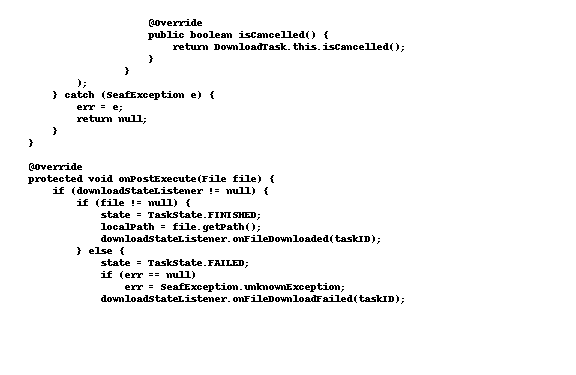 @Override
public boolean isCancelled() {
return DownloadTask.this.isCancelled();
}
}
);
} catch (SeafException e) {
err = e;
return null;
}
}
@Override
protected void onPostExecute(File file) {
if (downloadStateListener != null) {
if (file != null) {
state = TaskState.FINISHED;
localPath = file.getPath();
downloadStateListener.onFileDownloaded(taskID);
} else {
state = TaskState.FAILED;
if (err == null)
err = SeafException.unknownException;
downloadStateListener.onFileDownloadFailed(taskID);